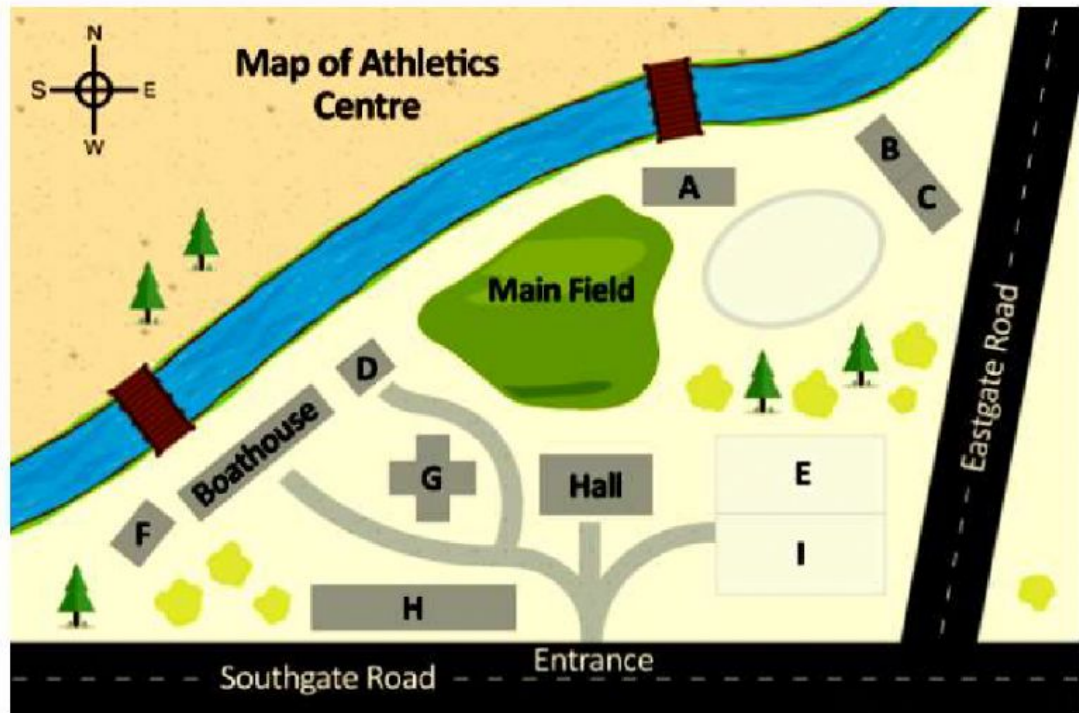 N
S E
W
Map of Athletics
Centre
B
A
C
Main Field
D
Boathouse
G
Hall
E
F
I
H
Eastgate Road
Entrance
Southgate Road